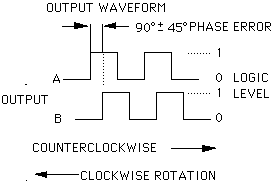 OUTPUT WAVEFORM
90°± 45° PHASE ERROR
1
A
0 LOGIC
OUTPUT
1 LEVEL
B
0
COUNTERCLOCKWISE
CLOCKWISE ROTATION